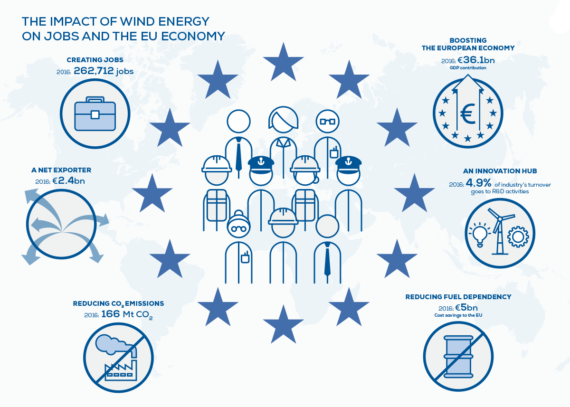 THE IMPACT OF WIND ENERGY
ON JOBS AND THE EU ECONOMY
CREATING JOBS
2016: 262,712 jobs
A NET EXPORTER
2016: €2.4bn
REDUCING CO₂ EMISSIONS
2016: 166 Mt CO₂
BOOSTING
THE EUROPEAN ECONOMY
2016: €36.1bn
GDP contribution
€
AN INNOVATION HUB
2016: 4.9% of industry's turnover
goes to R&D activities
REDUCING FUEL DEPENDENCY
2016: €5bn
Cost savings to the EU